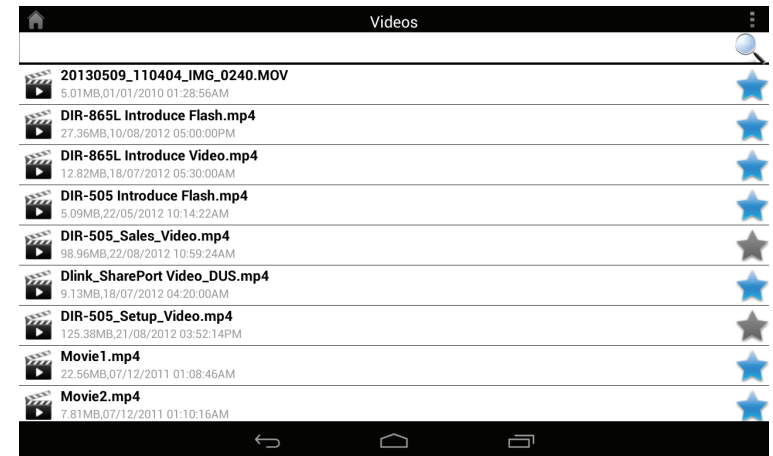 Videos
20130509_110404_IMG_0240.MOV
5.01MB,01/01/2010 01:28:56AM
DIR-865L Introduce Flash.mp4
27.36MB,10/08/2012 05:00:00PM
DIR-865L Introduce Video.mp4
12.82MB,18/07/2012 05:30:00AM
DIR-505 Introduce Flash.mp4
5.09MB,22/05/2012 10:14:22AM
DIR-505_Sales_Video.mp4
98.96MB,22/08/2012 10:59:24AM
Dlink_SharePort Video_DUS.mp4
9.13MB,18/07/2012 04:20:00AM
DIR-505_Setup_Video.mp4
125.38MB,21/08/2012 03:52:14PM
Movie1.mp4
22.56MB,07/12/2011 01:08:46AM
Movie2.mp4
7.81MB,07/12/2011 01:10:16AM